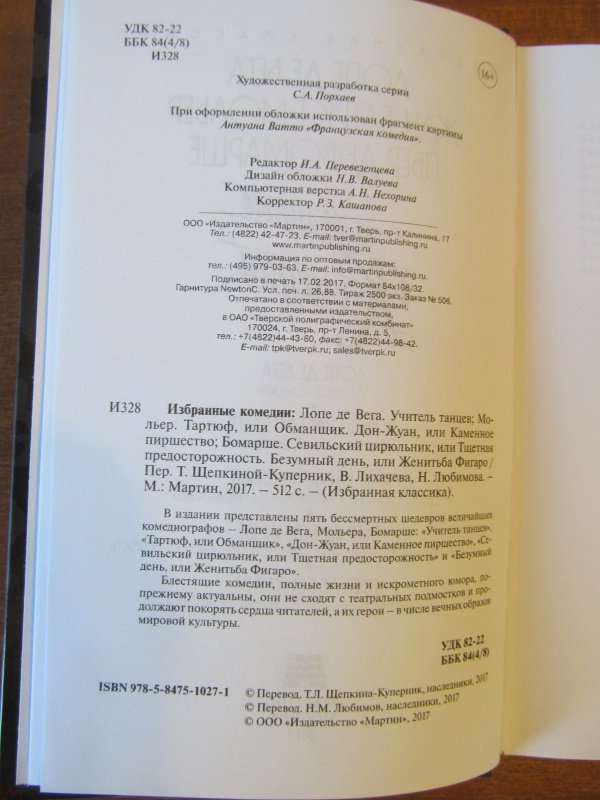 УДК 82-22
ББК 84(4/8)
И328
16+
Художественная разработка серии
С.А. Порхаев
При оформлении обложки использован фрагмент картины
Антуана Ватто «Французская комедия».
Редактор И.А. Перевезенцева
Дизайн обложки Н.В. Валуева
Компьютерная верстка А.Н. Нехорина
Корректор Р.З. Кашапова
ООО «Издательство «Мартин», 170001, г. Тверь, пр-т Калинина, 17
Тел.: (4822) 42-47-23. E-mail: tver@martinpublishing.ru
www.martinpublishing.ru
Информация по оптовым продажам:
тел.: (495) 979-03-63. E-mail: info@martinpublishing.ru
Подписано в печать 17.02.2017. Формат 84х108/32.
Гарнитура NewtonC. Усл. печ. л. 26,88. Тираж 2500 экз. Заказ № 506.
Отпечатано в соответствии с материалами,
предоставленными издательством,
в ОАО «Тверской полиграфический комбинат»
170024, г. Тверь, пр-т Ленина, д. 5,
тел.: +7(4822)44-43-60, факс: +7(4822)44-98-42.
E-mail: tpk@tverpk.ru; sales@tverpk.ru
И328 Избранные комедии: Лопе де Вега. Учитель танцев; Мо-
льер. Тартюф, или Обманщик. Дон-Жуан, или Каменное
пиршество; Бомарше. Севильский цирюльник, или Тщетная
предосторожность. Безумный день, или Женитьба Фигаро /
Пер. Т. Щепкиной-Куперник, В. Лихачева, Н. Любимова. –
М.: Мартин, 2017. – 512 с. – (Избранная классика).
В издании представлены пять бессмертных шедевров величайших
комедиографов – Лопе де Вега, Мольера, Бомарше: «Учитель танцев»,
«Тартюф, или Обманщик», «Дон-Жуан, или Каменное пиршество», «Се-
вильский цирюльник, или Тщетная предосторожность» и «Безумный
день, или Женитьба Фигаро».
Блестящие комедии, полные жизни и искрометного юмора, по-
прежнему актуальны, они не сходят с театральных подмостков и про-
должают покорять сердца читателей, а их герои – в числе вечных образов
мировой культуры.
УДК 82-22
ББК 84(4/8)
ISBN 978-5-8475-1027-1
© Перевод. Т.Л. Щепкина-Куперник, наследники, 2017
© Перевод. Н.М. Любимов, наследники, 2017
© ООО «Издательство «Мартин», 2017